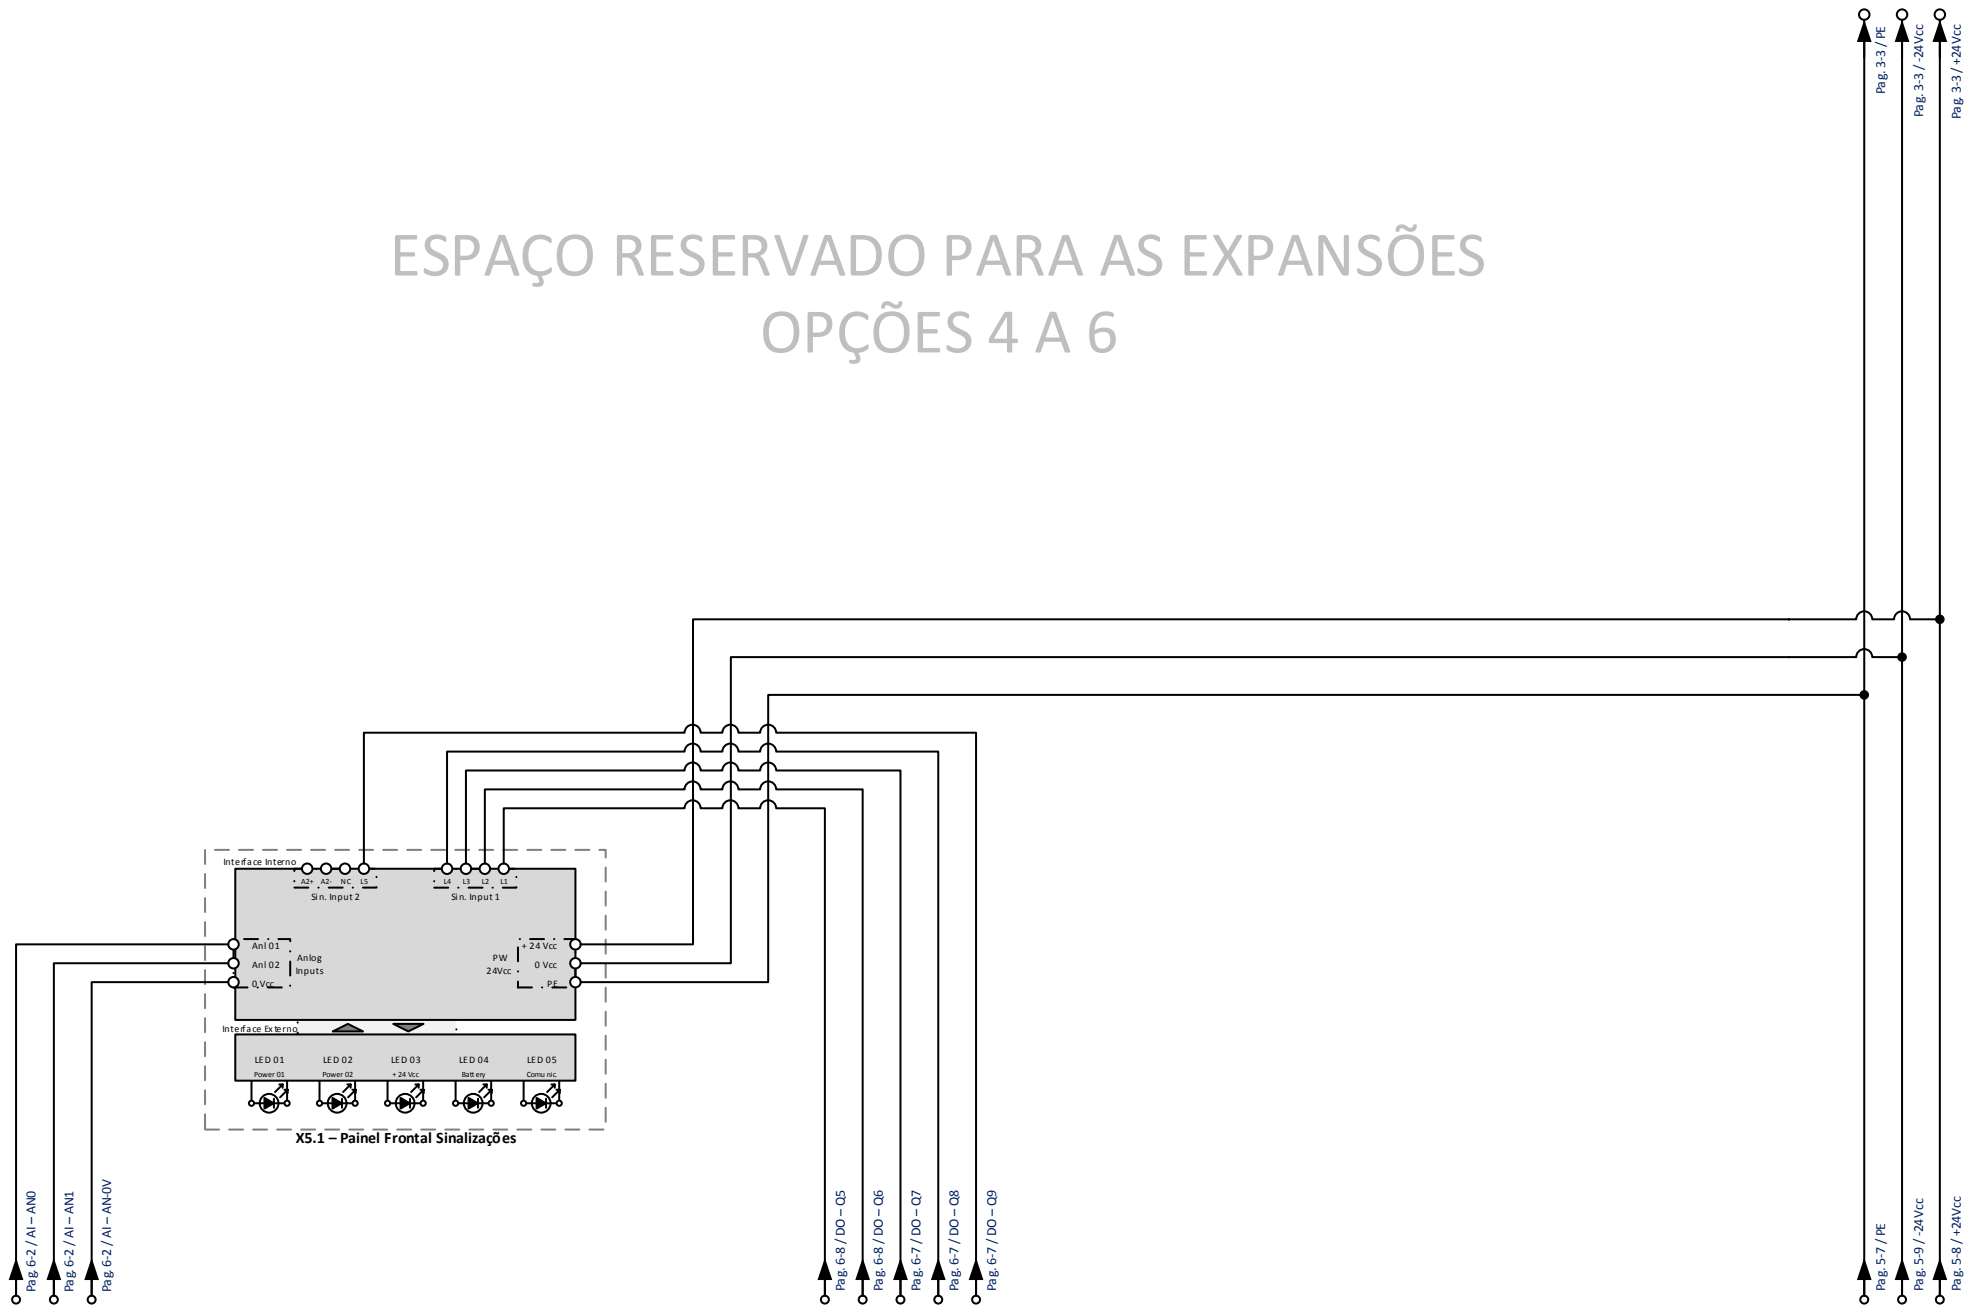 Pag. 3-3 / PE
Pag. 3-3 / -24Vcc
Pag. 3-3 / +24Vcc
ESPAÇO RESERVADO PARA AS EXPANSÕES
OPÇÕES 4 A 6
Interface Interno
A2+ A2- NC L5
L4 L3 L2 L1
Sin. Input 2
Sin. Input 1
Anl 01
Anl 02
0 Vcc
Anlog
Inputs
PW
24Vcc
+ 24 Vcc
0 Vcc
PE
Interface Externo
LED 01 LED 02 LED 03 LED 04 LED 05
Power 01 Power 02 + 24 Vcc Battery Comunic.
X5.1 – Painel Frontal Sinalizações
Pag. 6-2 / AI – AN0
Pag. 6-2 / AI – AN1
Pag. 6-2 / AI – AN-0V
Pag. 6-8 / DO – Q5
Pag. 6-8 / DO – Q6
Pag. 6-7 / DO – Q7
Pag. 6-7 / DO – Q8
Pag. 6-7 / DO – Q9
Pag. 5-7 / PE
Pag. 5-9 / -24Vcc
Pag. 5-8 / +24Vcc